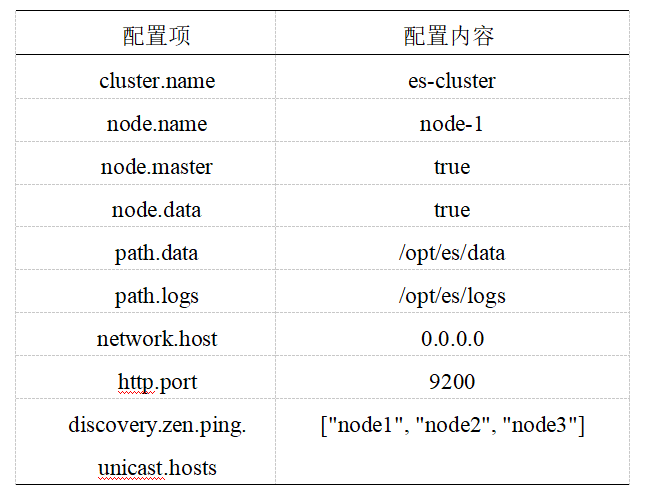 配置项 配置内容
cluster.name es-cluster
node.name node-1
node.master true
node.data true
path.data /opt/es/data
path.logs /opt/es/logs
network.host 0.0.0.0
http.port 9200
discovery.zen.ping. ["node1", "node2", "node3"]
unicast.hosts